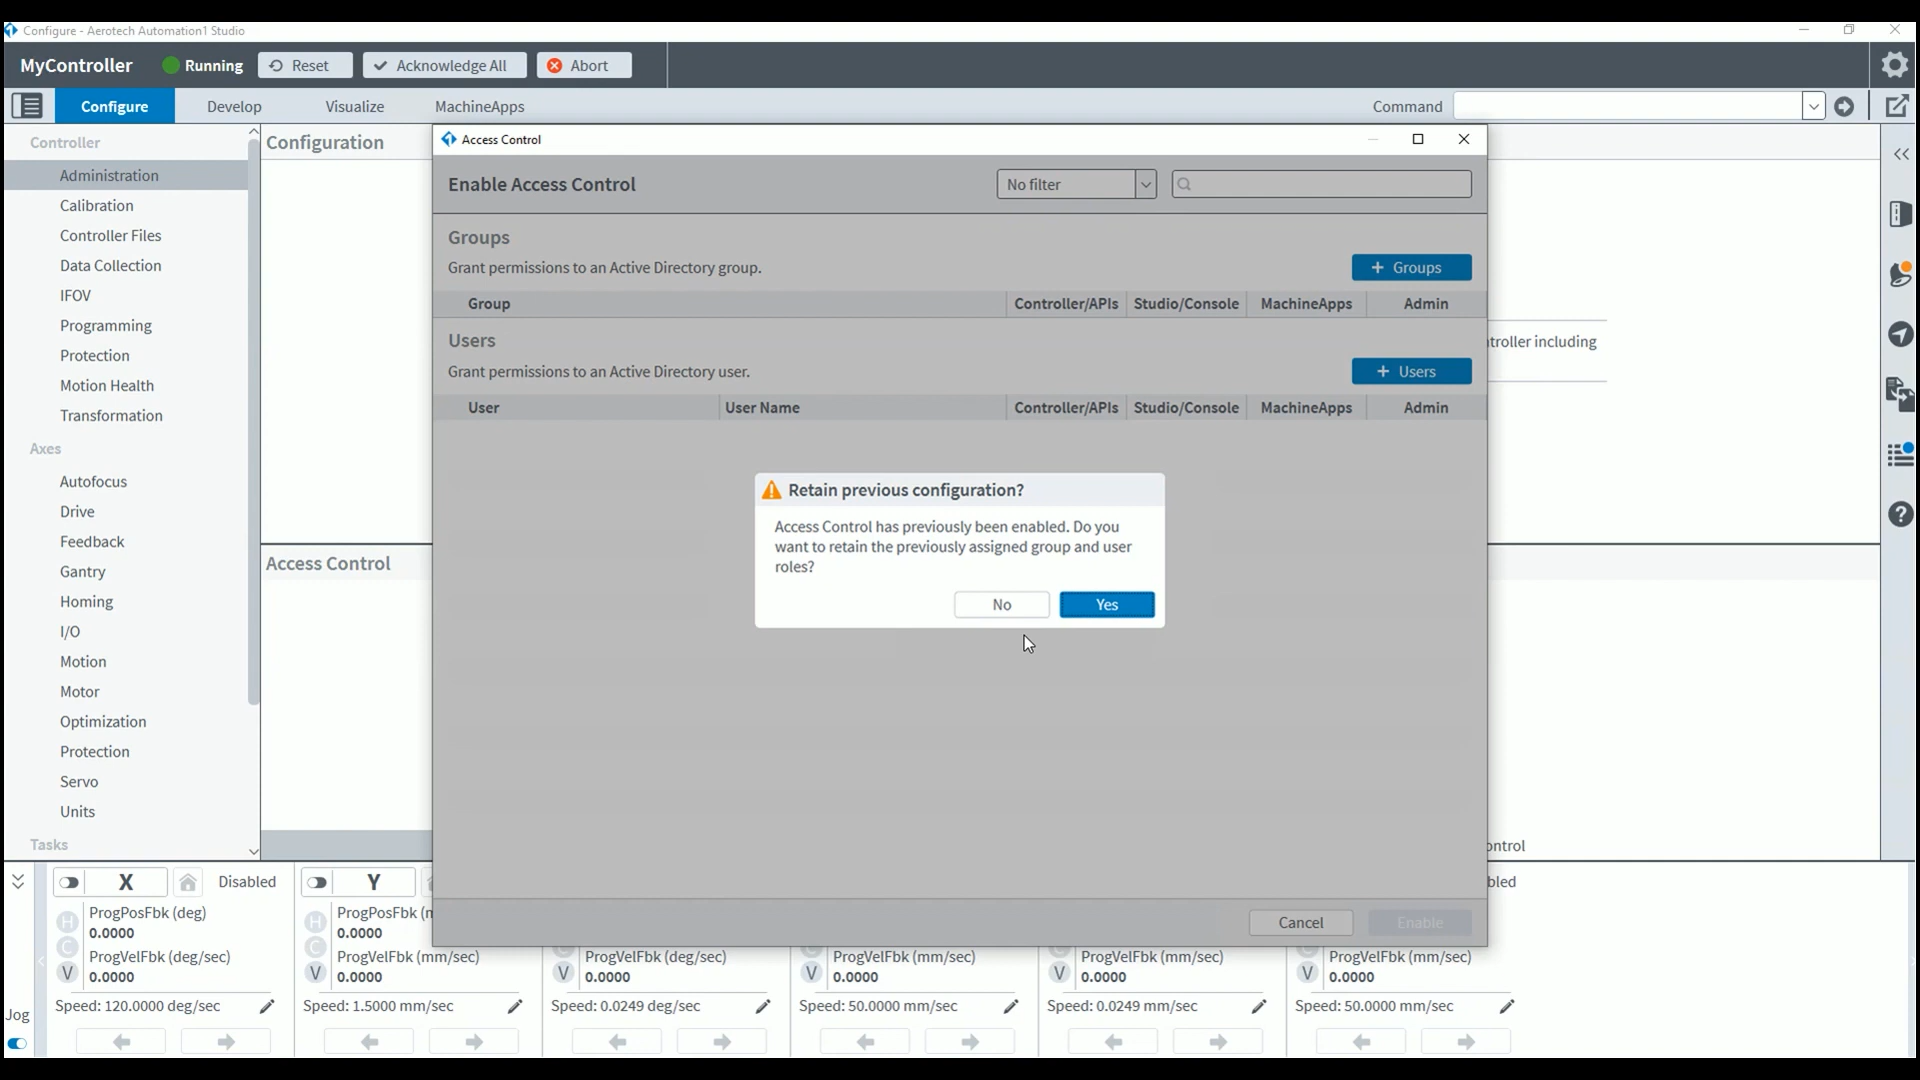 Configure - Aerotech Automation1 Studio
MyController
Running
Reset
Acknowledge All
Abort
Configure
Develop
Visualize
MachineApps
Command
Controller
Administration
Calibration
Controller Files
Data Collection
IFOV
Programming
Protection
Motion Health
Transformation
Axes
Autofocus
Drive
Feedback
Gantry
Homing
I/O
Motion
Motor
Optimization
Protection
Servo
Units
Tasks
Configuration
Access Control
Access Control
Enable Access Control
No filter
Groups
Grant permissions to an Active Directory group.
+ Groups
Group
Controller/APIs
Studio/Console
MachineApps
Admin
Users
Grant permissions to an Active Directory user.
+ Users
User
User Name
Controller/APIs
Studio/Console
MachineApps
Admin
Retain previous configuration?
Access Control has previously been enabled. Do you
want to retain the previously assigned group and user
roles?
No
Yes
Cancel
Enable
ntroller including
ontrol
Jog
X
Disabled
H
ProgPosFbk (deg)
0.0000
C
ProgVelFbk (deg/sec)
V
0.0000
Speed: 120.0000 deg/sec
Y
H
ProgPosFbk (m
0.0000
C
ProgVelFbk (mm/sec)
V
0.0000
Speed: 1.5000 mm/sec
ProgVelFbk (deg/sec)
V
0.0000
Speed: 0.0249 deg/sec
ProgVelFbk (mm/sec)
V
0.0000
Speed: 50.0000 mm/sec
ProgVelFbk (mm/sec)
V
0.0000
Speed: 0.0249 mm/sec
bled
ProgVelFbk (mm/sec)
V
0.0000
Speed: 50.0000 mm/sec